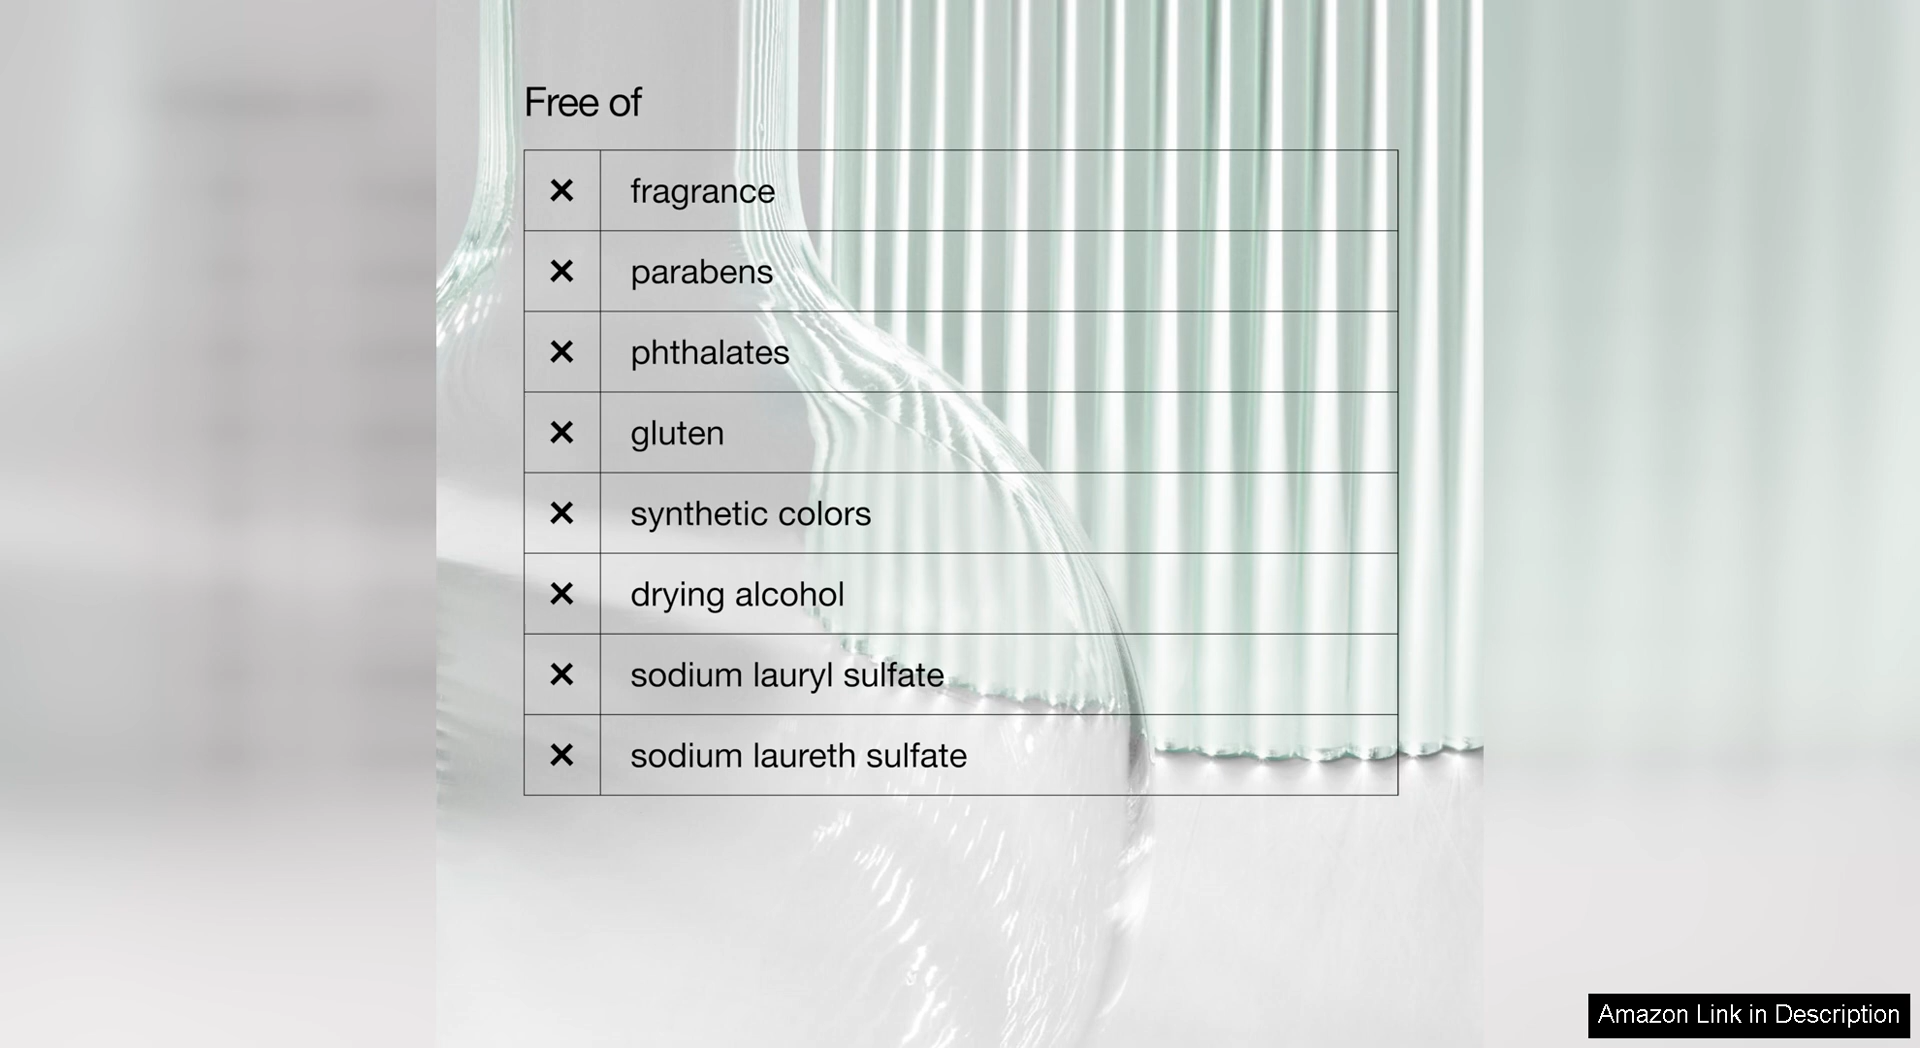 Free of
✕ fragrance
✕ parabens
✕ phthalates
✕ gluten
✕ synthetic colors
✕ drying alcohol
✕ sodium lauryl sulfate
✕ sodium laureth sulfate
Amazon Link in Description